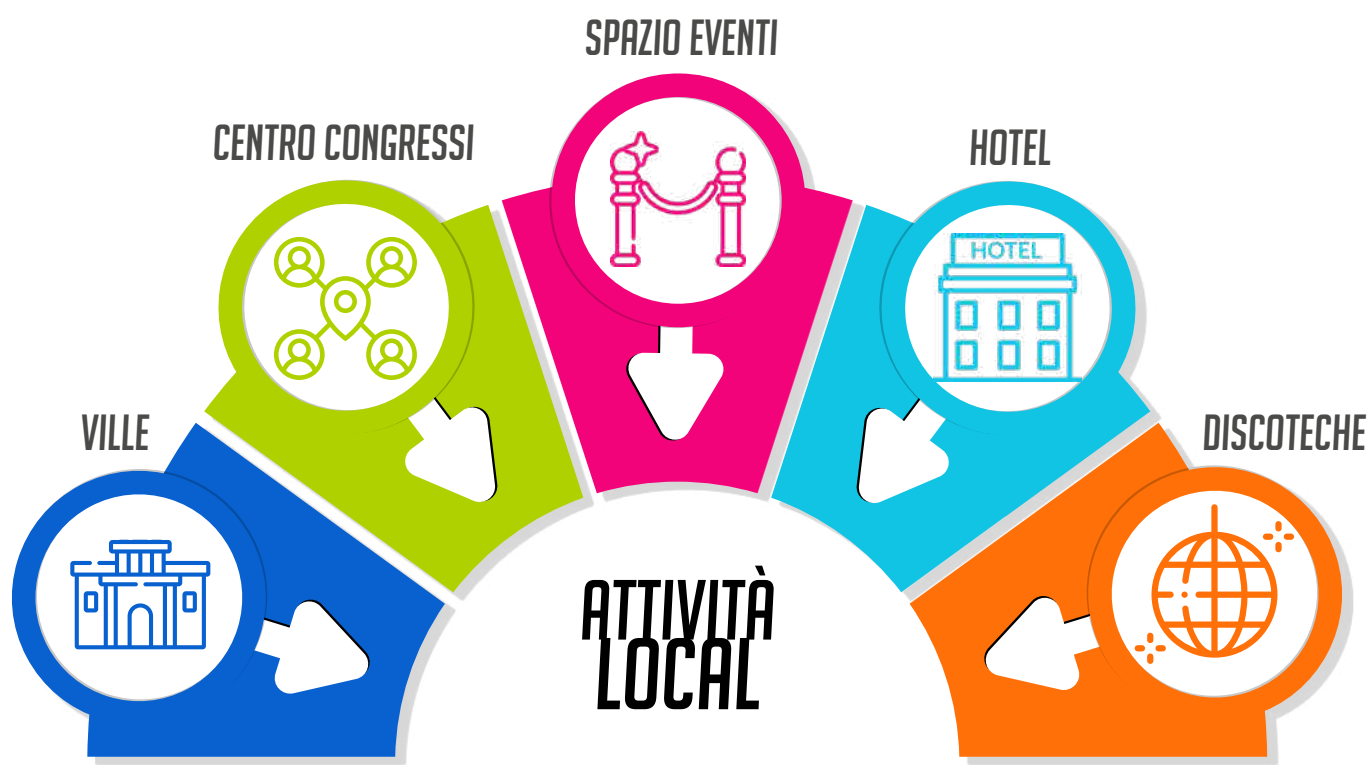 SPAZIO EVENTI
CENTRO CONGRESSI
HOTEL
HOTEL
VILLE
DISCOTECHE
ATTIVITÀ
LOCAL